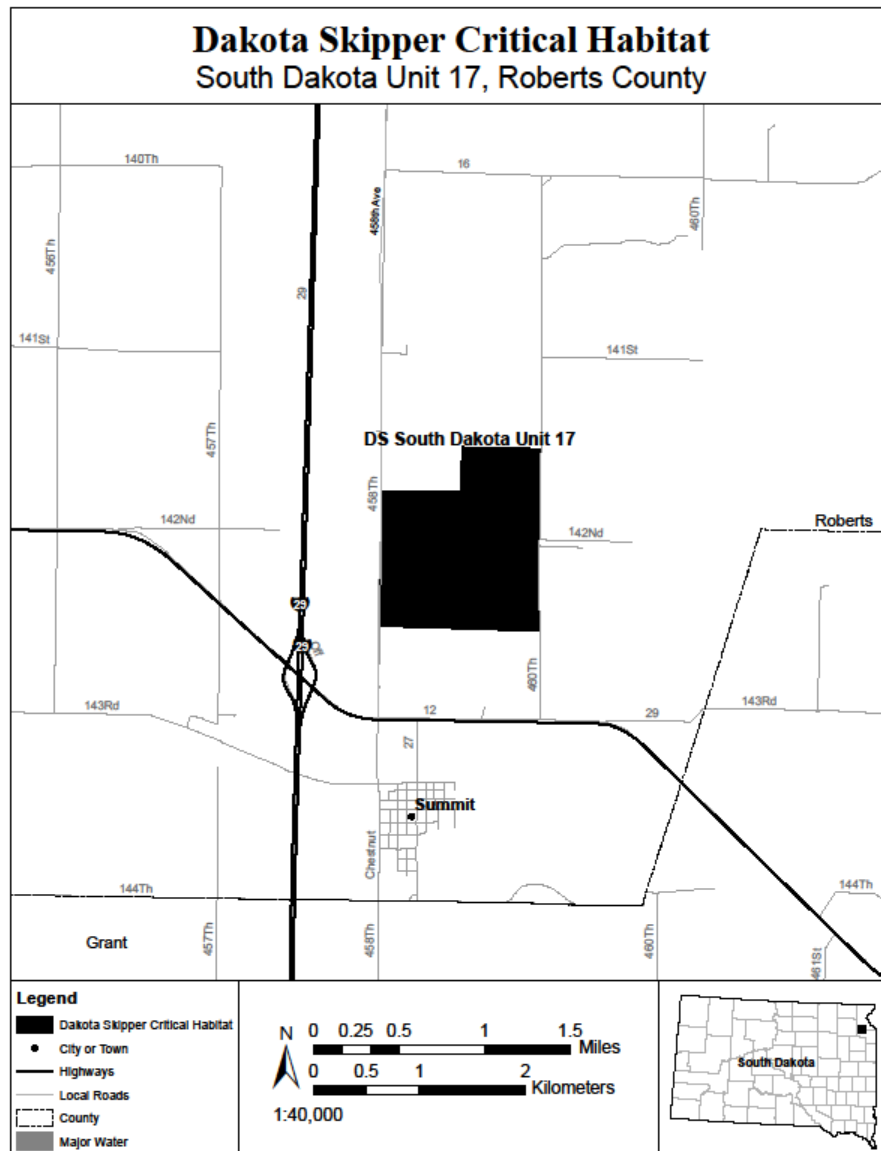 Dakota Skipper Critical Habitat
South Dakota Unit 17, Roberts County
140Th
16
458th Ave
456Th
460Th
29
141St
141St
457Th
DS South Dakota Unit 17
458Th
142Nd
142Nd
Roberts
29
29
460Th
143Rd
12
29
143Rd
27
Summit
Chestnut
144Th
144Th
Grant
457Th
458Th
460Th
461St
Legend
Dakota Skipper Critical Habitat
City or Town
Highways
Local Roads
County
Major Water
N
0 0.25 0.5 1 1.5
Miles
0 0.5 1 2
Kilometers
1:40,000
South Dakota